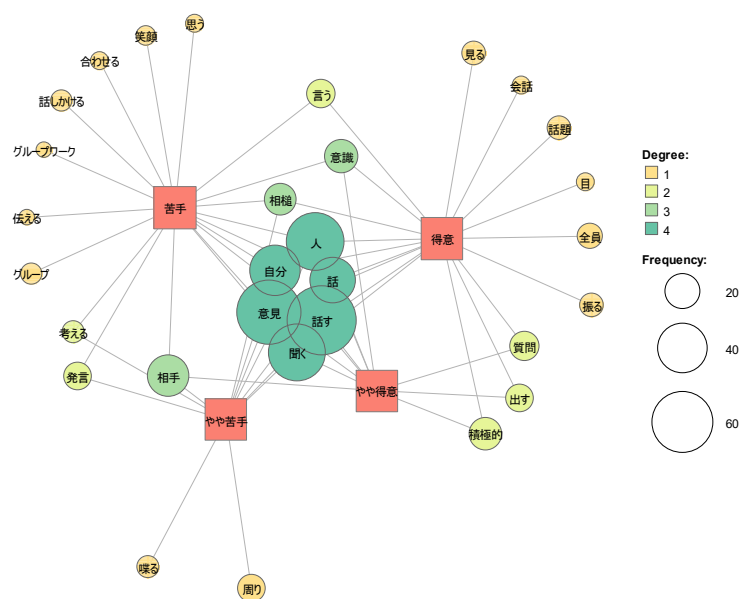 思う
笑顔
合わせる
見る
会話
言う
話しかける
話題
グループワーク
意識
目
相槌
苦手
伝える
人
得意
全員
自分
話
グループ
振る
意見
話す
考える
質問
聞く
発言
相手
やや得意
出す
やや苦手
積極的
喋る
周り
Degree:
1
2
3
4
Frequency:
20
40
60